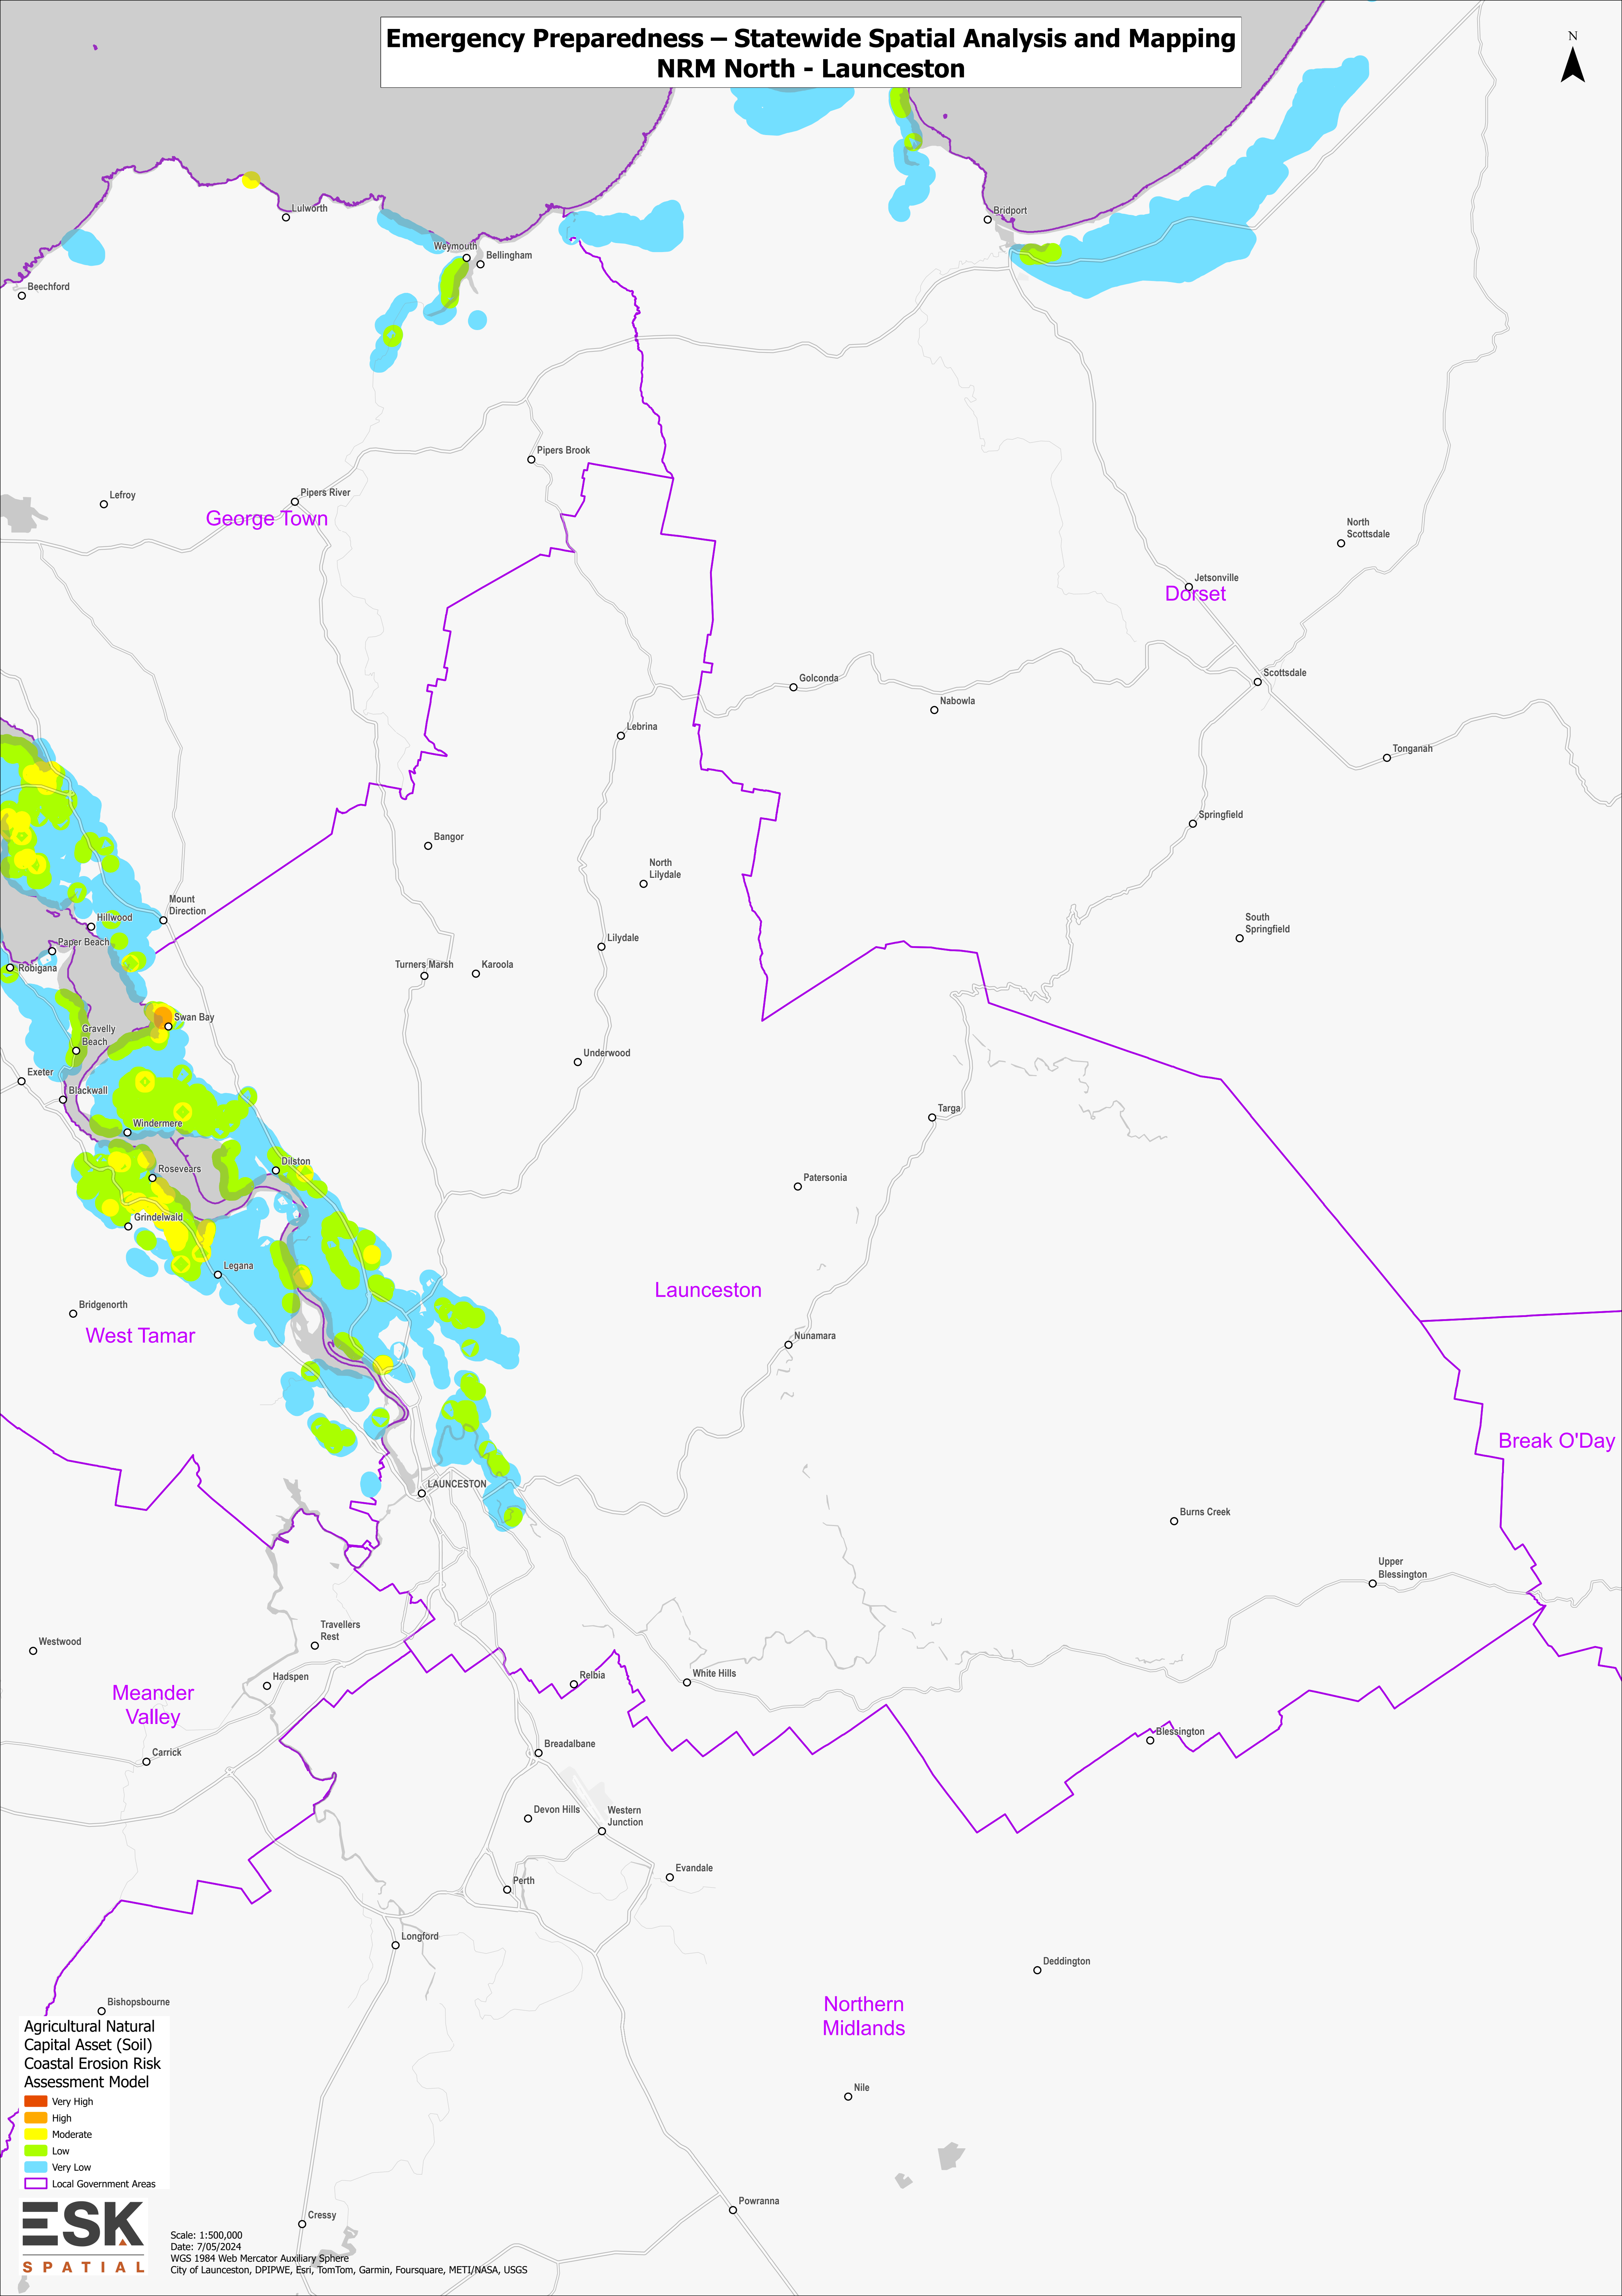 Emergency Preparedness – Statewide Spatial Analysis and Mapping
NRM North - Launceston
N
Lulworth
Bridport
Weymouth
Bellingham
Beechford
Pipers Brook
Lefroy
Pipers River
George Town
North
Scottsdale
Jetsonville
Dorset
Scottsdale
Golconda
Nabowla
Lebrina
Tonganah
Springfield
Bangor
North
Lilydale
Mount
Direction
Hillwood
South
Springfield
Paper Beach
Lilydale
Robigana
Turners Marsh
Karoola
Swan Bay
Gravelly
Beach
Underwood
Exeter
Blackwall
Targa
Windermere
Dilston
Rosevears
Patersonia
Grindelwald
Legana
Launceston
Bridgenorth
West Tamar
Nunamara
Break O'Day
LAUNCESTON
Burns Creek
Upper
Blessington
Travellers
Rest
Westwood
Hadspen
Relbia
White Hills
Meander
Valley
Blessington
Carrick
Breadalbane
Devon Hills
Western
Junction
Evandale
Perth
Longford
Deddington
Bishopsbourne
Northern
Midlands
Agricultural Natural
Capital Asset (Soil)
Coastal Erosion Risk
Assessment Model
Very High
High
Moderate
Low
Very Low
Local Government Areas
Nile
Powranna
Cressy
ESK
SPATIAL
Scale: 1:500,000
Date: 7/05/2024
WGS 1984 Web Mercator Auxiliary Sphere
City of Launceston, DPIPWE, Esri, TomTom, Garmin, Foursquare, METI/NASA, USGS